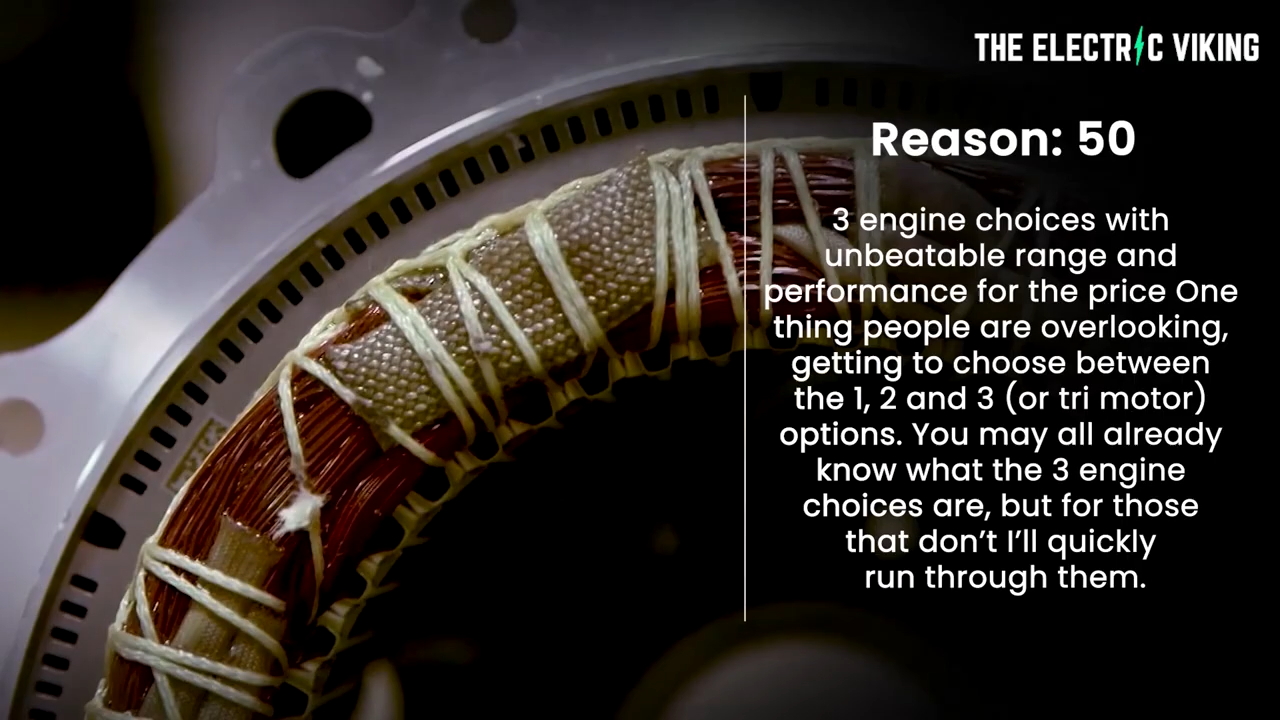 THE ELECTRIC VIKING
Reason: 50
3 engine choices with
unbeatable range and
performance for the price One
thing people are overlooking,
getting to choose between
the 1, 2 and 3 (or tri motor)
options. You may all already
know what the 3 engine
choices are, but for those
that don’t I’ll quickly
run through them.